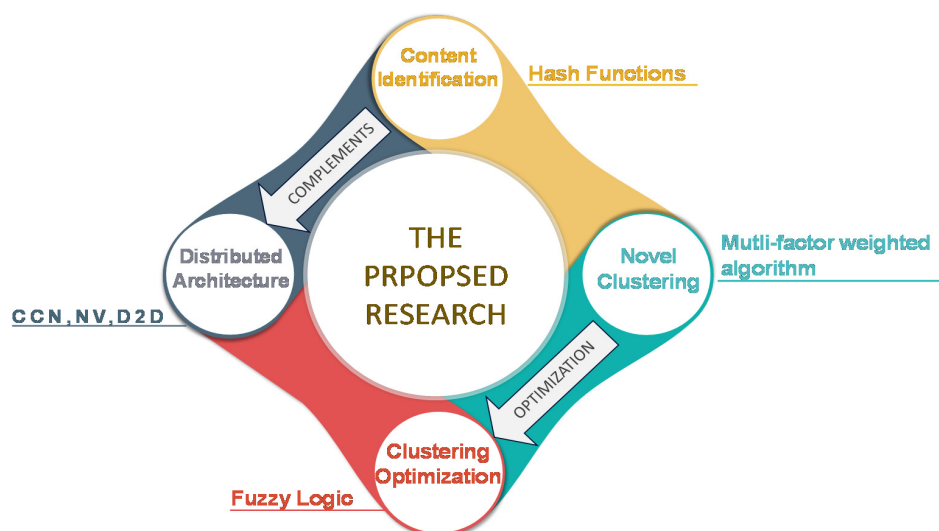 Content
Identification
Hash Functions
COMPLEMENTS
THE
PRPOPSED
RESEARCH
Distributed
Architecture
Novel
Clustering
Mutli-factor weighted
algorithm
CCN,NV,D2D
OPTIMIZATION
Clustering
Optimization
Fuzzy Logic